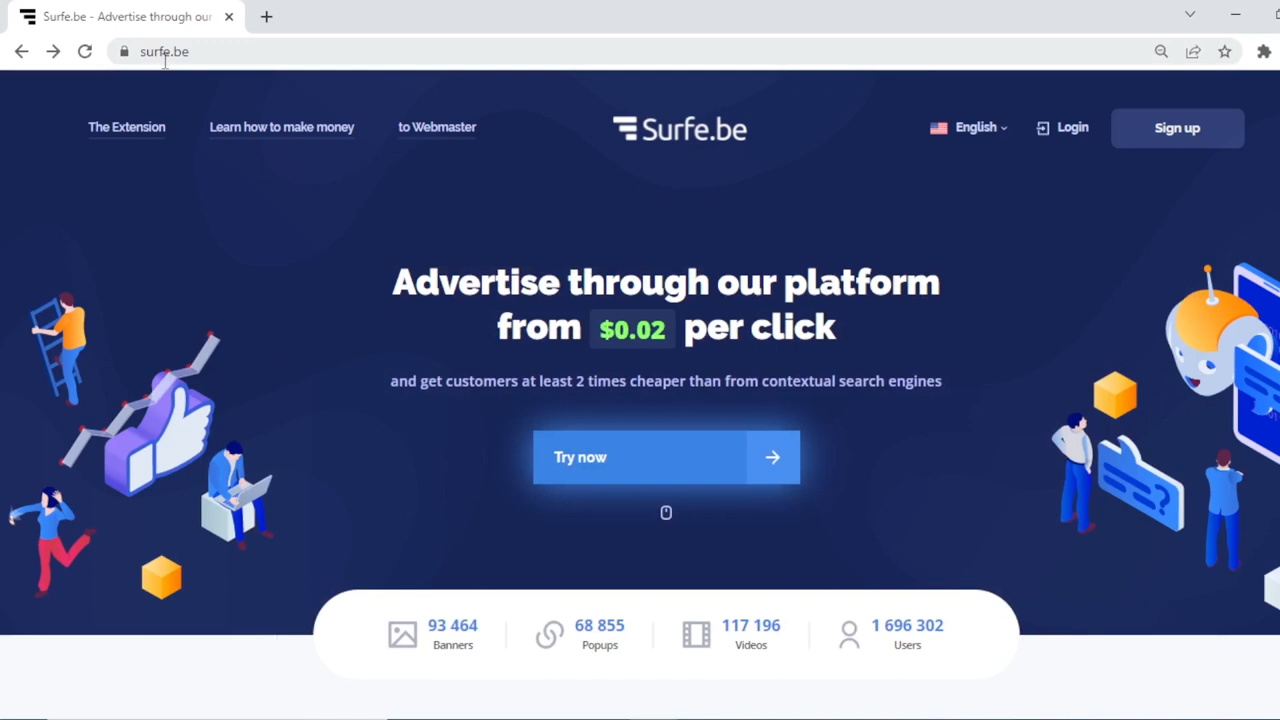 Surfe.be - Advertise through our
surfe.be
The Extension
Learn how to make money
to Webmaster
Surfe.be
English
Login
Sign up
Advertise through our platform
from $0.02 per click
and get customers at least 2 times cheaper than from contextual search engines
Try now
93 464
Banners
68 855
Popups
117 196
Videos
1 696 302
Users